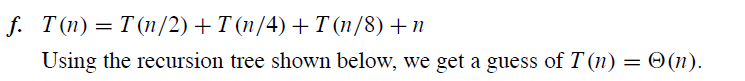 f. T(n) = T(n/2) + T(n/4) + T(n/8) + n
Using the recursion tree shown below, we get a guess of T(n) = Θ(n).